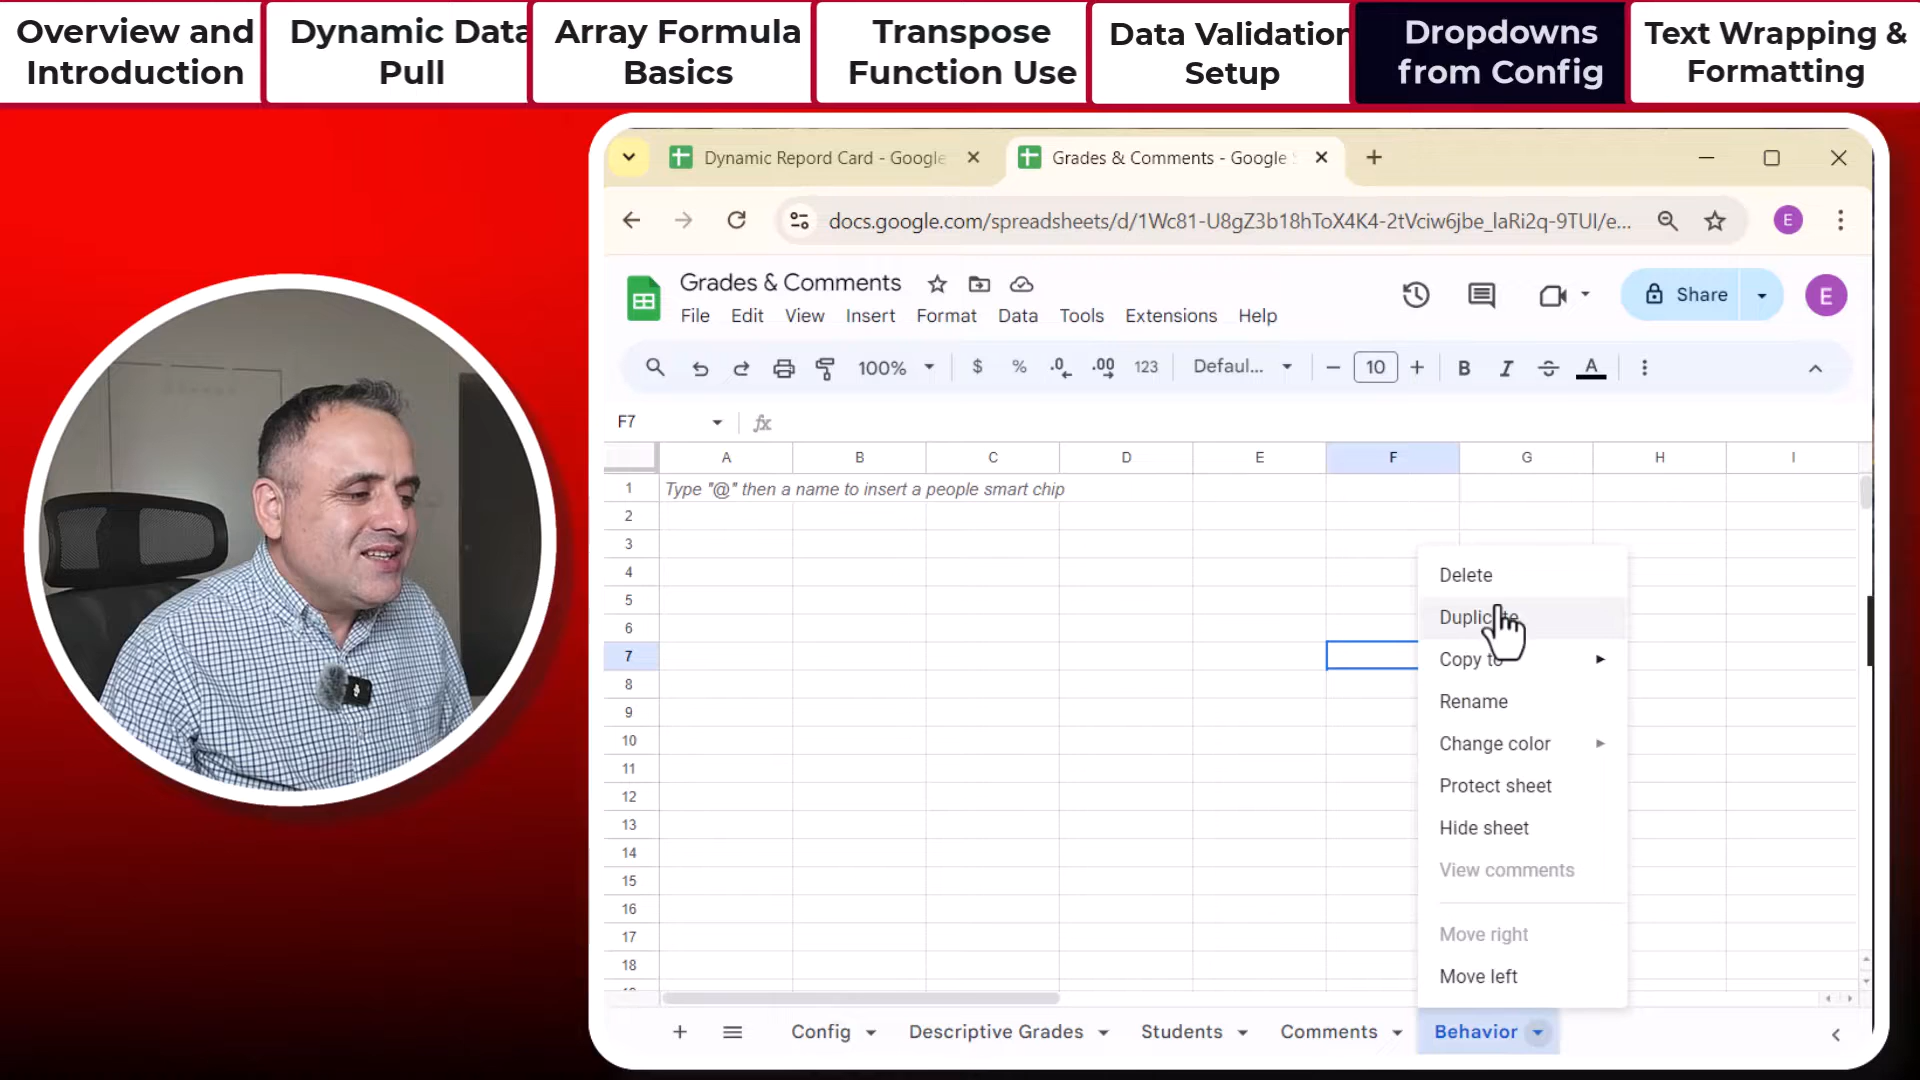 Overview and
Introduction
Dynamic Data
Pull
Array Formula
Basics
Transpose
Function Use
Data Validation
Setup
Dropdowns
from Config
Text Wrapping &
Formatting
Dynamic Repord Card - Google
Grades & Comments - Google
docs.google.com/spreadsheets/d/1Wc81-U8gZ3b18hToX4K4-2tVciw6jbe_laRi2q-9TUI/e...
E
Grades & Comments
Share
E
File Edit View Insert Format Data Tools Extensions Help
100% $ % .0 .00 123 Defaul... 10 B I A
F7 fx
A B C D E F G H I
1 Type "@" then a name to insert a people smart chip
2
3
4
5
6
7
8
9
10
11
12
13
14
15
16
17
18
Delete
Duplicate
Copy to
Rename
Change color
Protect sheet
Hide sheet
View comments
Move right
Move left
Config Descriptive Grades Students Comments Behavior